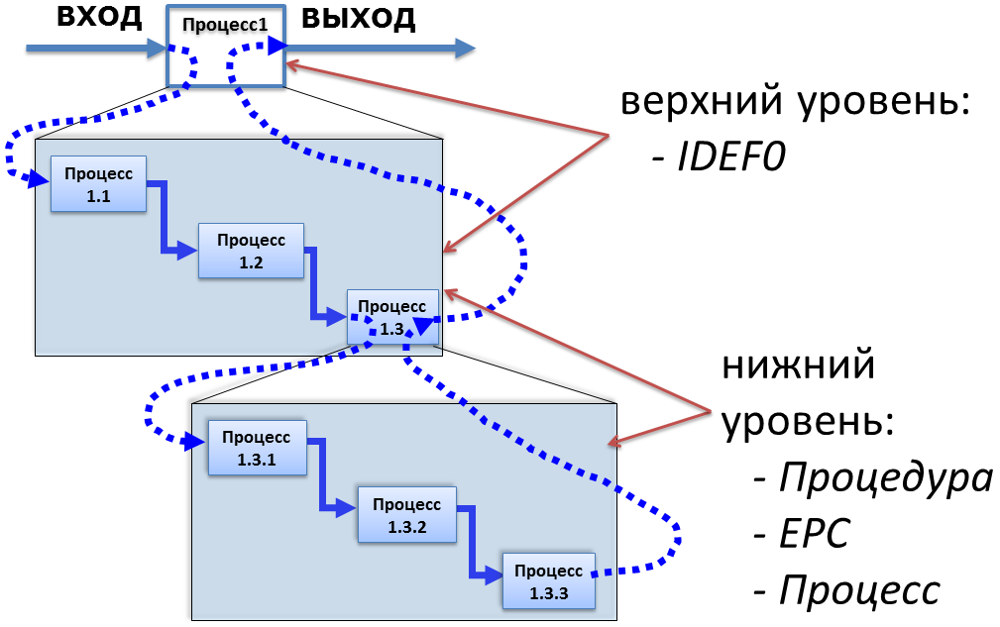 ВХОД
Процесс1
ВЫХОД
верхний уровень:
- IDEF0
Процесс
1.1
Процесс
1.2
Процесс
1.3
нижний
уровень:
- Процедура
- EPC
- Процесс
Процесс
1.3.1
Процесс
1.3.2
Процесс
1.3.3